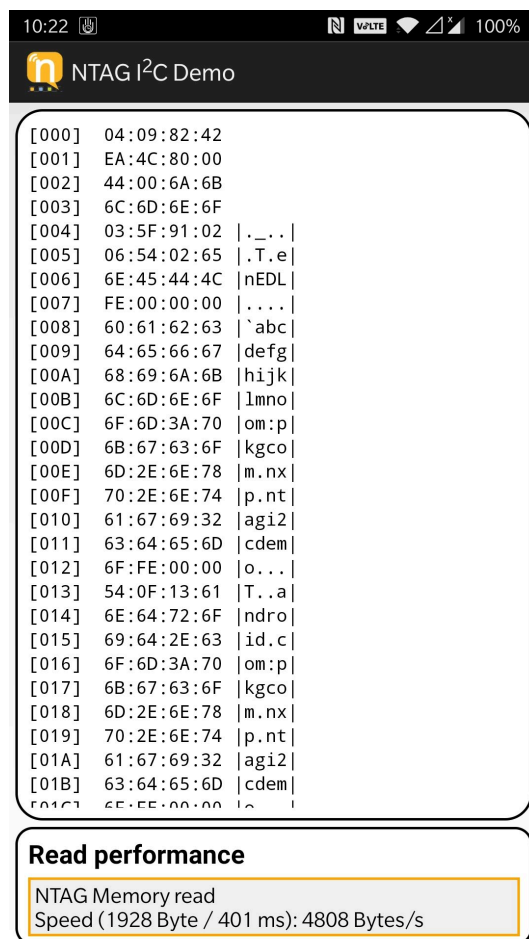 10:22 VoLTE x 100%
NTAG I²C Demo
[000] 04:09:82:42
[001] EA:4C:80:00
[002] 44:00:6A:6B
[003] 6C:6D:6E:6F
[004] 03:5F:91:02 |._..|
[005] 06:54:02:65 |.T.e|
[006] 6E:45:44:4C |nEDL|
[007] FE:00:00:00 |....|
[008] 60:61:62:63 |`abc|
[009] 64:65:66:67 |defg|
[00A] 68:69:6A:6B |hijk|
[00B] 6C:6D:6E:6F |lmno|
[00C] 6F:6D:3A:70 |om:p|
[00D] 6B:67:63:6F |kgco|
[00E] 6D:2E:6E:78 |m.nx|
[00F] 70:2E:6E:74 |p.nt|
[010] 61:67:69:32 |agi2|
[011] 63:64:65:6D |cdem|
[012] 6F:FE:00:00 |o...|
[013] 54:0F:13:61 |T..a|
[014] 6E:64:72:6F |ndro|
[015] 69:64:2E:63 |id.c|
[016] 6F:6D:3A:70 |om:p|
[017] 6B:67:63:6F |kgco|
[018] 6D:2E:6E:78 |m.nx|
[019] 70:2E:6E:74 |p.nt|
[01A] 61:67:69:32 |agi2|
[01B] 63:64:65:6D |cdem|
Read performance
NTAG Memory read
Speed (1928 Byte / 401 ms): 4808 Bytes/s